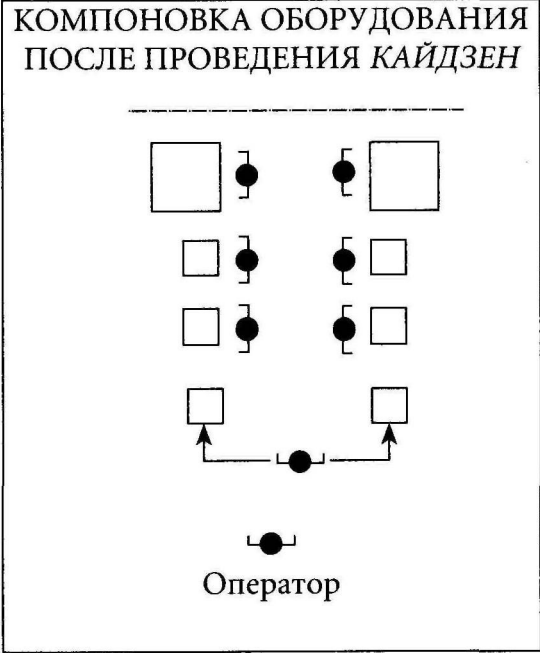 КОМПОНОВКА ОБОРУДОВАНИЯ
ПОСЛЕ ПРОВЕДЕНИЯ КАЙДЗЕН
Оператор